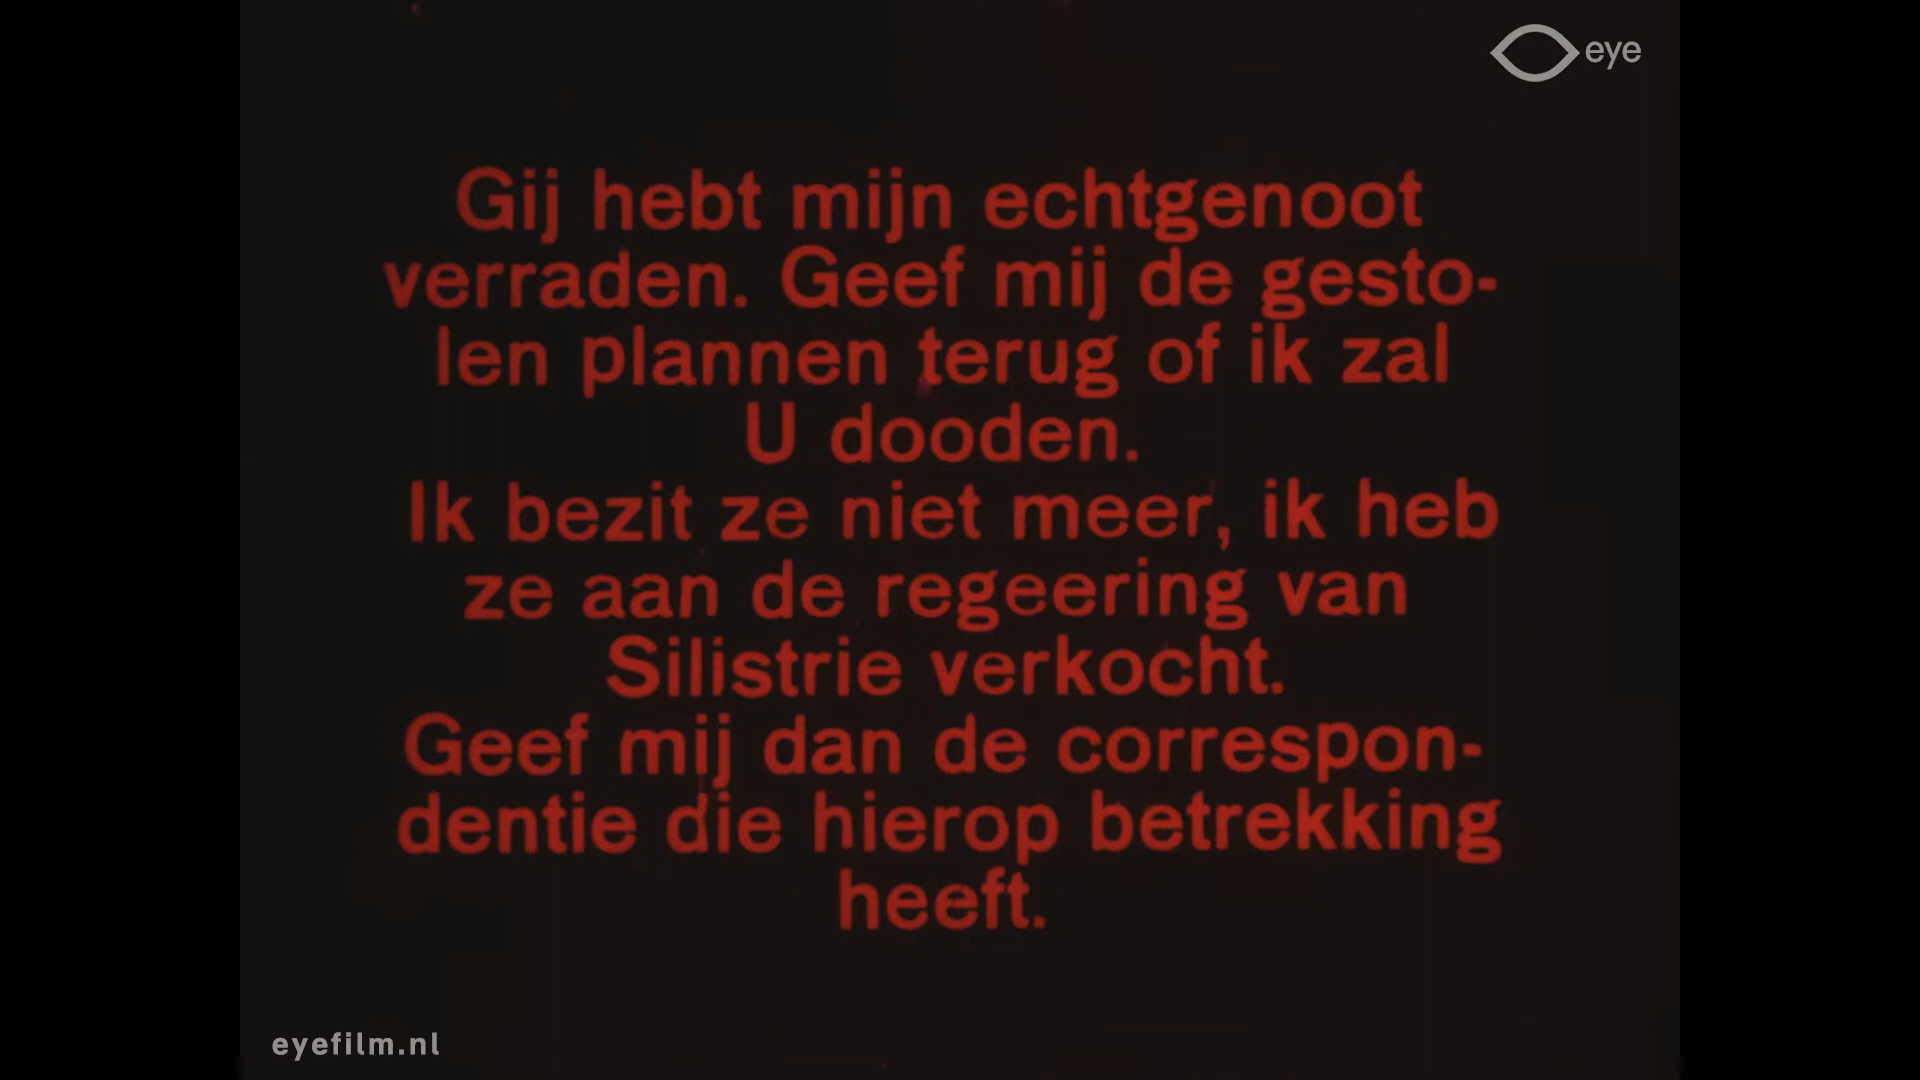 eye
Gij hebt mijn echtgenoot
verraden. Geef mij de gesto-
len plannen terug of ik zal
U dooden.
Ik bezit ze niet meer, ik heb
ze aan de regeering van
Silistrie verkocht.
Geef mij dan de correspon-
dentie die hierop betrekking
heeft.
eyefilm.nl